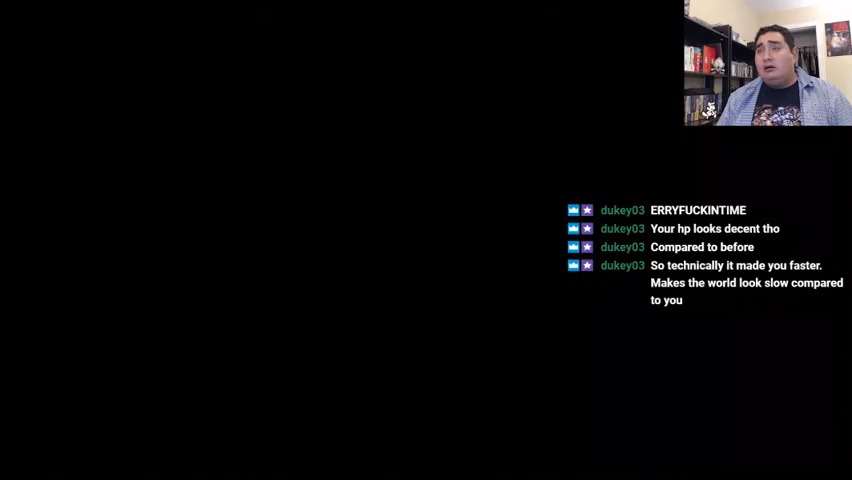 dukey03 ERRYFUCKINTIME
dukey03 Your hp looks decent tho
dukey03 Compared to before
dukey03 So technically it made you faster.
Makes the world look slow compared
to you